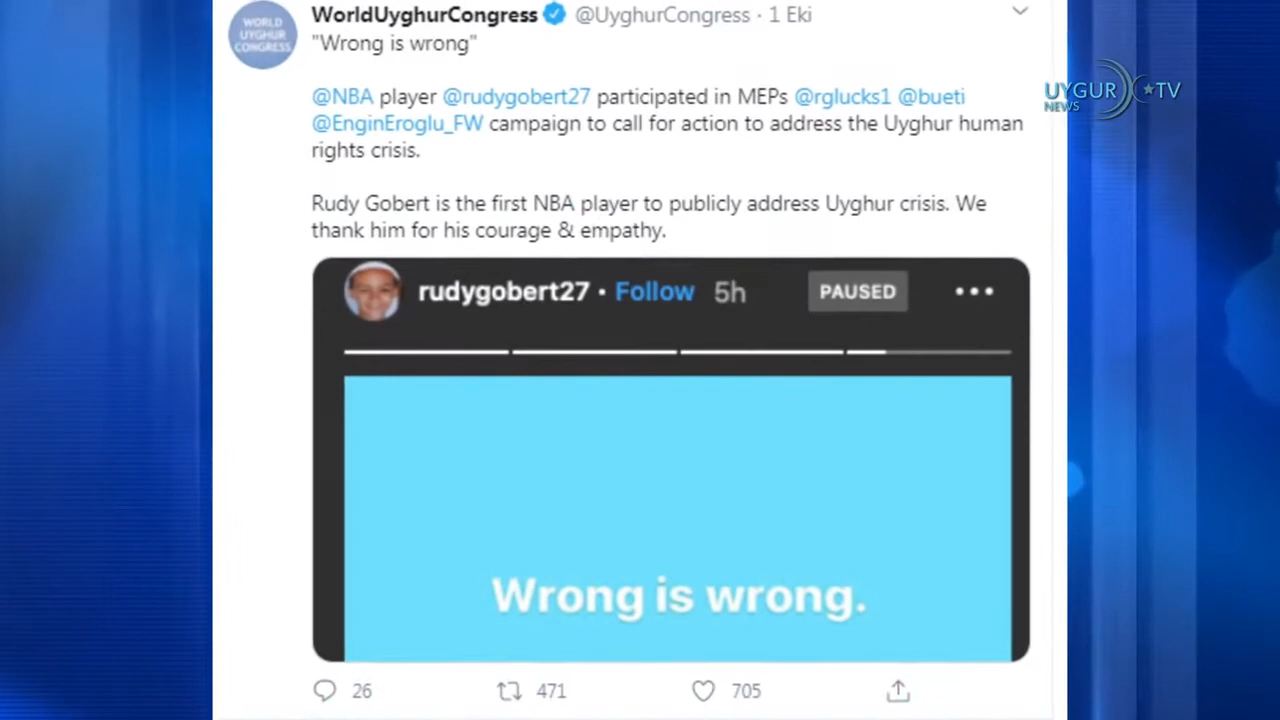 WORLD
UYGHUR
CONGRESS
WorldUyghurCongress @UyghurCongress · 1 Eki
"Wrong is wrong"
@NBA player @rudygobert27 participated in MEPs @rglucks1 @bueti
@EnginEroglu_FW campaign to call for action to address the Uyghur human
rights crisis.
Rudy Gobert is the first NBA player to publicly address Uyghur crisis. We
thank him for his courage & empathy.
rudygobert27 · Follow 5h PAUSED
Wrong is wrong.
26 471 705
UYGUR TV
NEWS